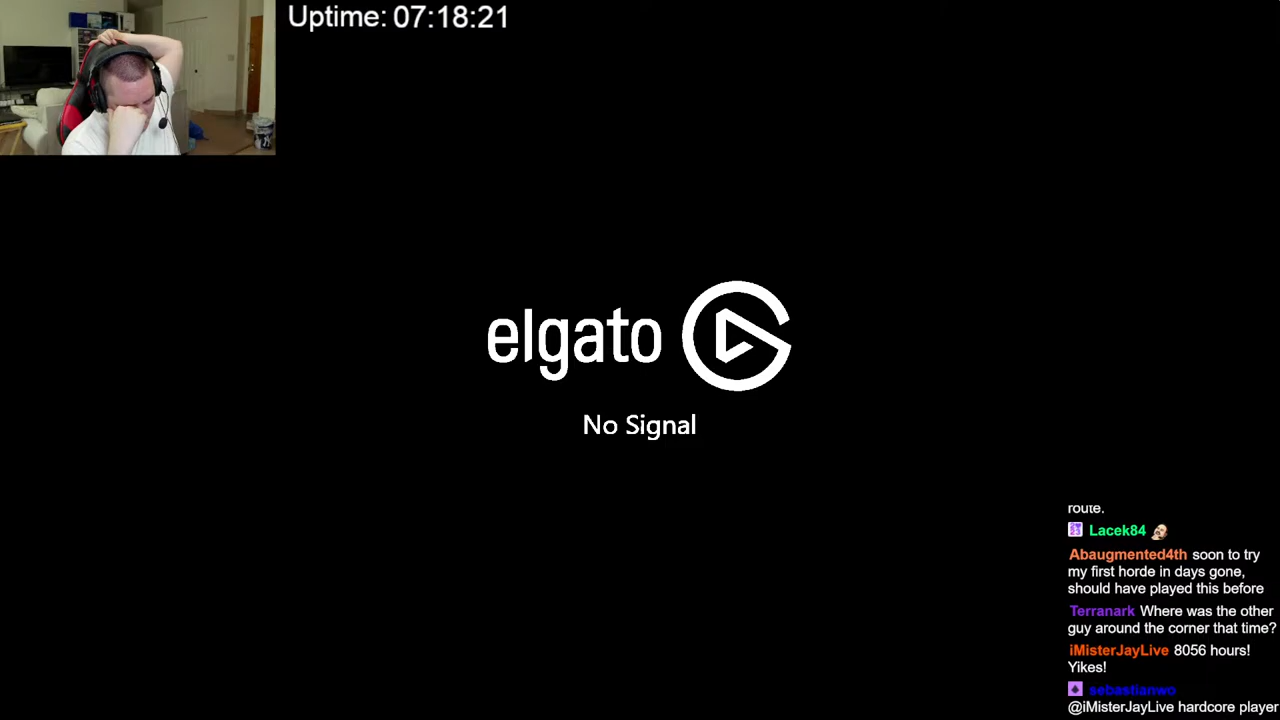 Uptime: 07:18:21
elgato
No Signal
route.
Lacek84
Abaugmented4th soon to try
my first horde in days gone,
should have played this before
Terranark Where was the other
guy around the corner that time?
iMisterJayLive 8056 hours!
Yikes!
sebastianwo
@iMisterJayLive hardcore player